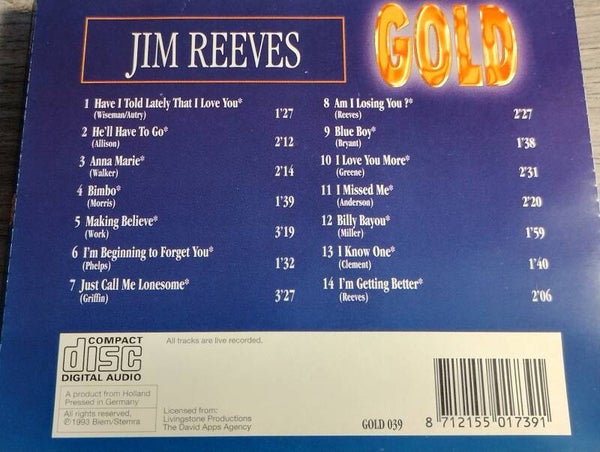 JIM REEVES
GOLD
1 Have I Told Lately That I Love You*
(Wiseman/Autry) 1'27
2 He'll Have To Go*
(Allison) 2'12
3 Anna Marie*
(Walker) 2'14
4 Bimbo*
(Morris) 1'39
5 Making Believe*
(Work) 3'19
6 I'm Beginning to Forget You*
(Phelps) 1'32
7 Just Call Me Lonesome*
(Griffin) 3'27
8 Am I Losing You ?*
(Reeves) 2'27
9 Blue Boy*
(Bryant) 1'38
10 I Love You More*
(Greene) 2'31
11 I Missed Me*
(Anderson) 2'20
12 Billy Bayou*
(Miller) 1'59
13 I Know One*
(Clement) 1'40
14 I'm Getting Better*
(Reeves) 2'06
COMPACT
disc
DIGITAL AUDIO
All tracks are live recorded.
A product from Holland
Pressed in Germany
All rights reserved,
℗1993 Biem/Stemra
Licensed from:
Livingstone Productions
The David Apps Agency
GOLD 039
8 712155 017391